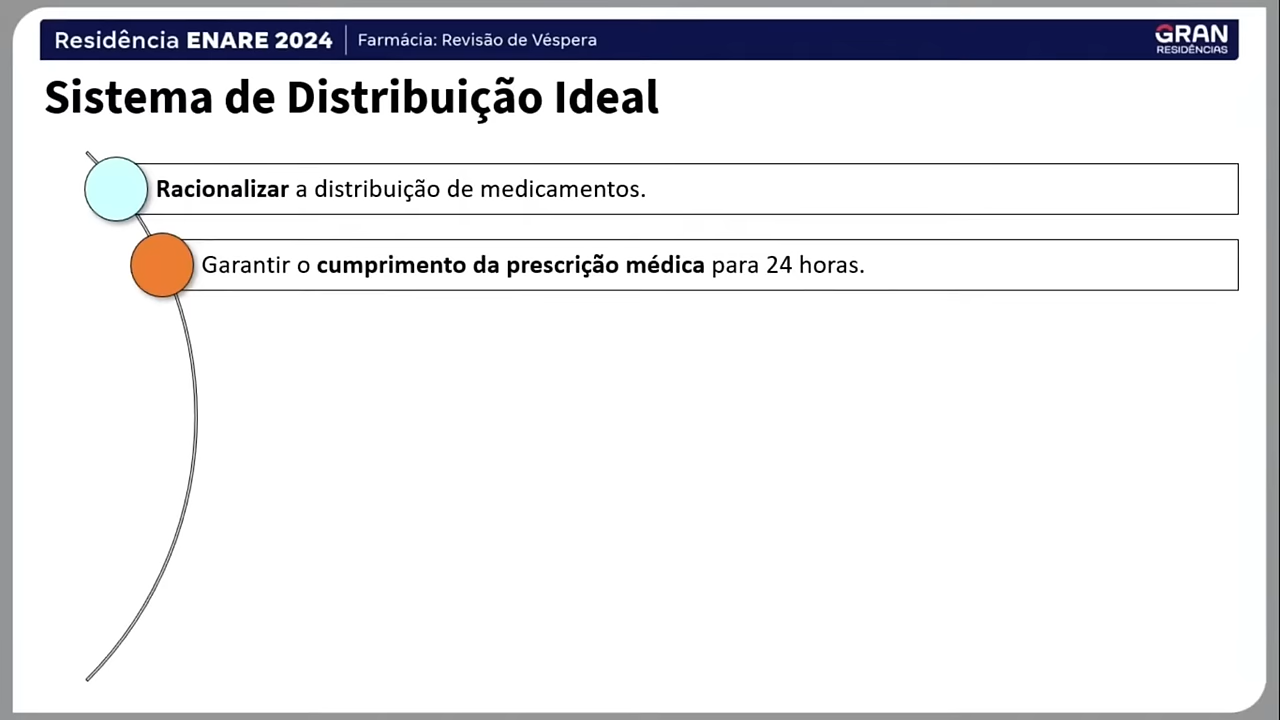 Residência ENARE 2024 Farmácia: Revisão de Véspera
GRAN
RESIDÊNCIAS
Sistema de Distribuição Ideal
Racionalizar a distribuição de medicamentos.
Garantir o cumprimento da prescrição médica para 24 horas.